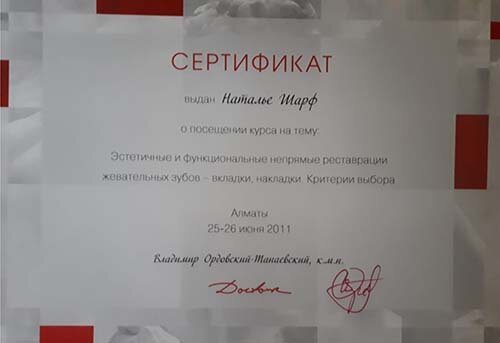 СЕРТИФИКАТ
выдан Наталье Шарф
о посещении курса на тему:
Эстетичные и функциональные непрямые реставрации
жевательных зубов – вкладки, накладки. Критерии выбора
Алматы
25-26 июня 2011
Владимир Ордовский-Танаевский, к.м.н.